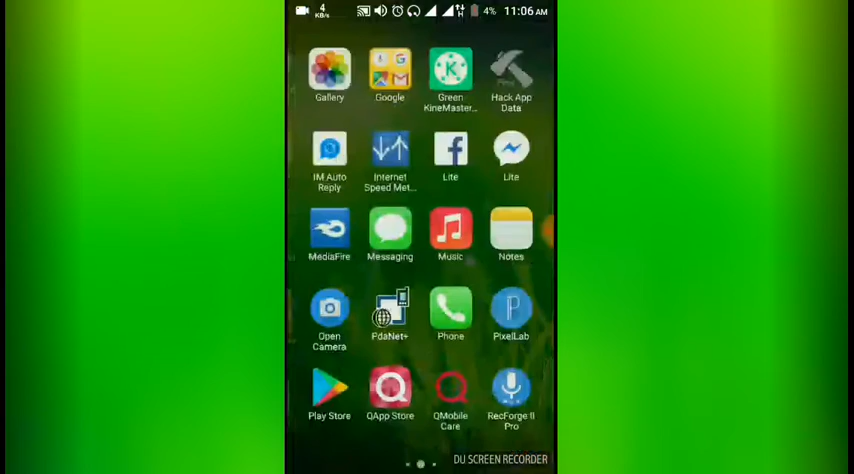 4
KB/s
4%
11:06 AM
Gallery
Google
Green
KineMaster...
Hack App
Data
IM Auto
Reply
Internet
Speed Met...
Lite
Lite
MediaFire
Messaging
Music
Notes
Open
Camera
PdaNet+
Phone
PixelLab
Play Store
QApp Store
QMobile
Care
RecForge II
Pro
DU SCREEN RECORDER